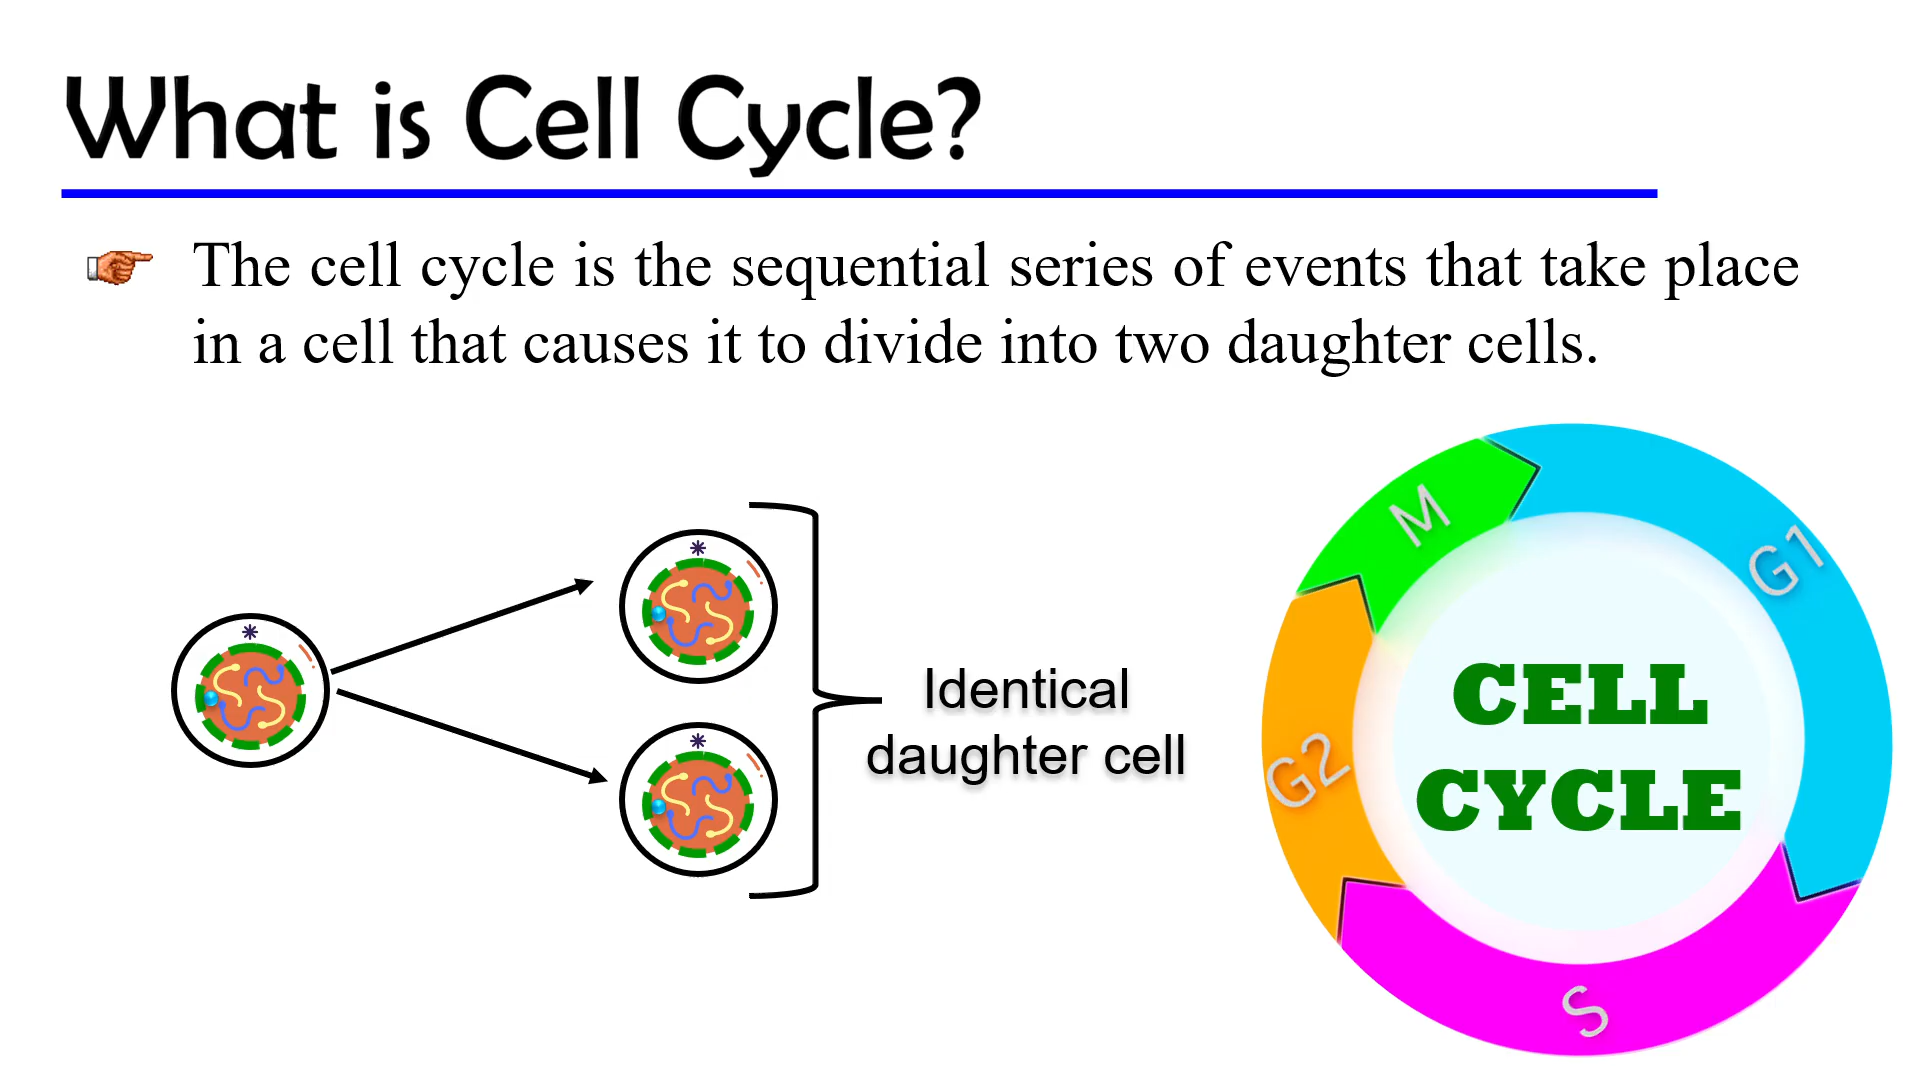 What is Cell Cycle?
The cell cycle is the sequential series of events that take place
in a cell that causes it to divide into two daughter cells.
Identical
daughter cell
M
G1
G2
S
CELL
CYCLE